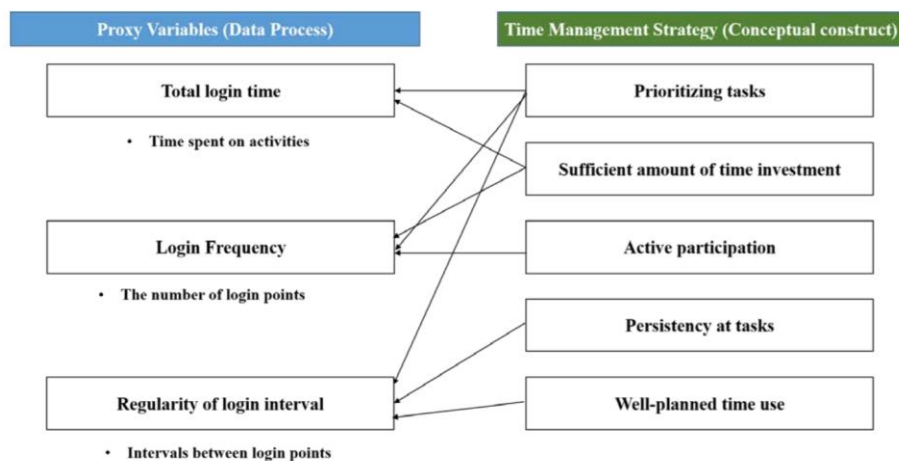 Proxy Variables (Data Process)
Time Management Strategy (Conceptual construct)
Total login time
Prioritizing tasks
• Time spent on activities
Sufficient amount of time investment
Login Frequency
Active participation
• The number of login points
Persistency at tasks
Regularity of login interval
Well-planned time use
• Intervals between login points